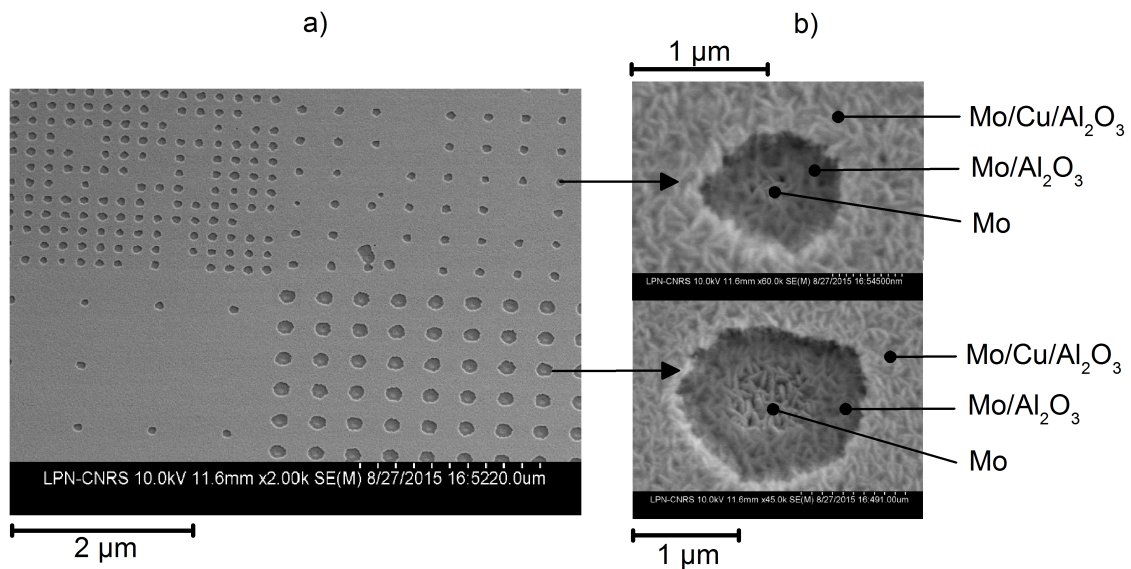 a)
b)
1 µm
Mo/Cu/Al₂O₃
Mo/Al₂O₃
Mo
LPN-CNRS 10.0kV 11.6mm x60.0k SE(M) 8/27/2015 16:54500nm
Mo/Cu/Al₂O₃
Mo/Al₂O₃
Mo
LPN-CNRS 10.0kV 11.6mm x2.00k SE(M) 8/27/2015 16:5220.0um
LPN-CNRS 10.0kV 11.6mm x45.0k SE(M) 8/27/2015 16:491.00um
2 µm
1 µm